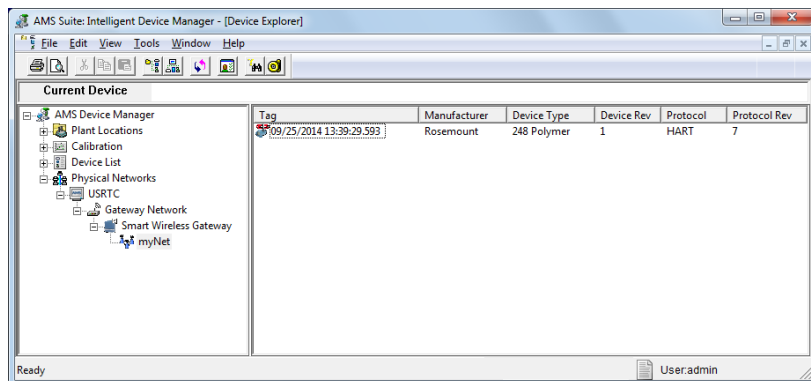 AMS Suite: Intelligent Device Manager - [Device Explorer]
File Edit View Tools Window Help
Current Device
AMS Device Manager
Plant Locations
Calibration
Device List
Physical Networks
USRTC
Gateway Network
Smart Wireless Gateway
myNet
Tag Manufacturer Device Type Device Rev Protocol Protocol Rev
09/25/2014 13:39:29.593 Rosemount 248 Polymer 1 HART 7
Ready User:admin